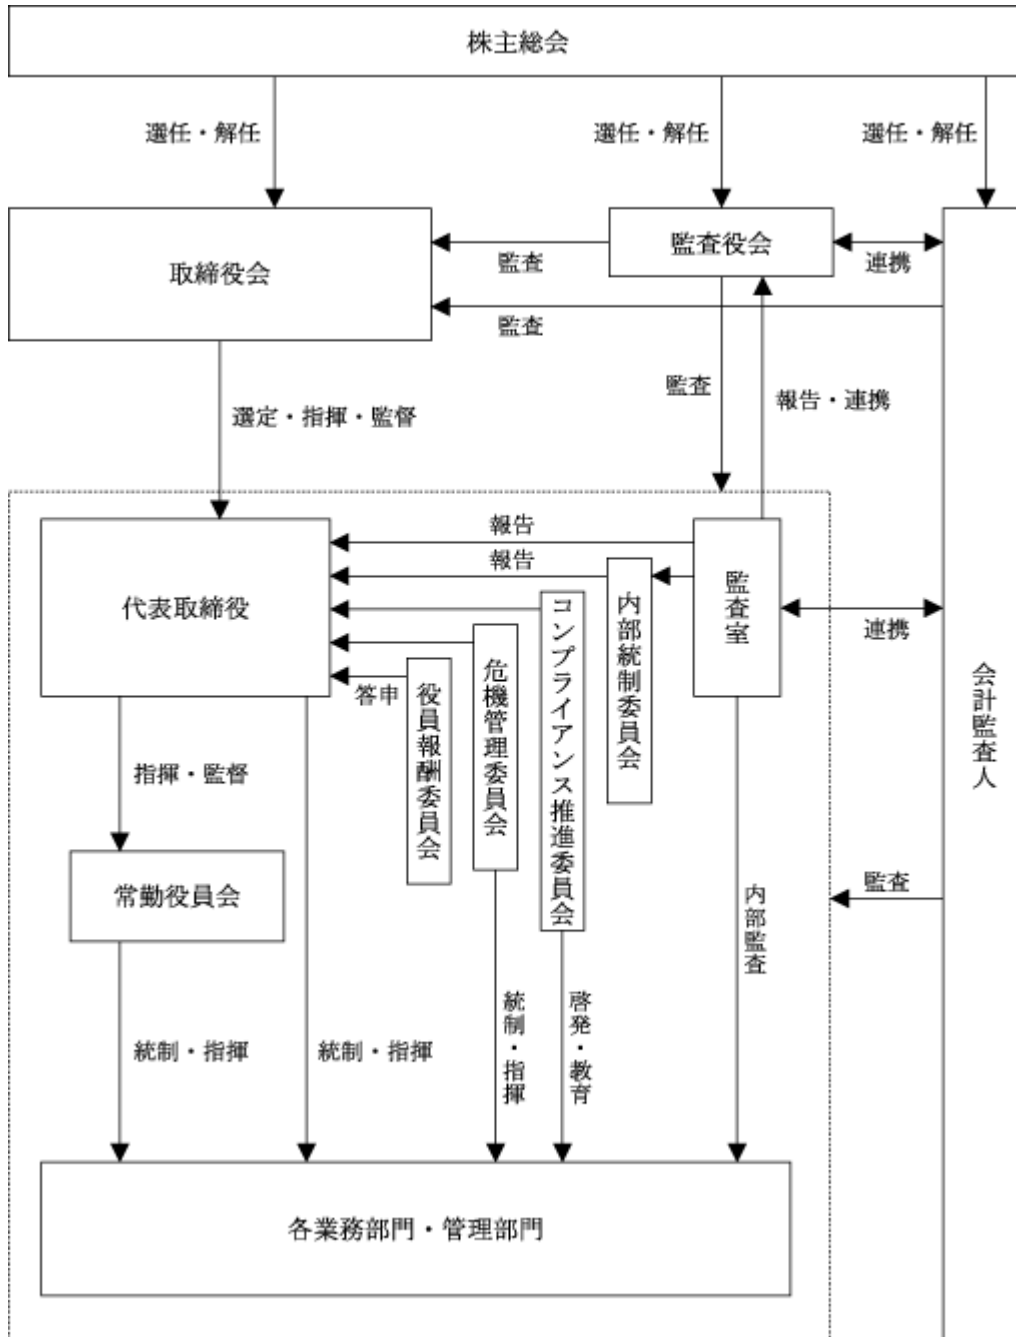 株主総会
選任・解任
選任・解任
選任・解任
取締役会
監査役会
監査
連携
監査
監査
報告・連携
選定・指揮・監督
代表取締役
報告
報告
答申
役員報酬委員会
危機管理委員会
コンプライアンス推進委員会
内部統制委員会
監査室
連携
会計監査人
指揮・監督
常勤役員会
監査
内部監査
統制・指揮
統制・指揮
統制・指揮
啓発・教育
各業務部門・管理部門